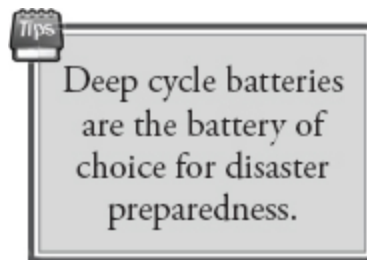 Tips
Deep cycle batteries
are the battery of
choice for disaster
preparedness.